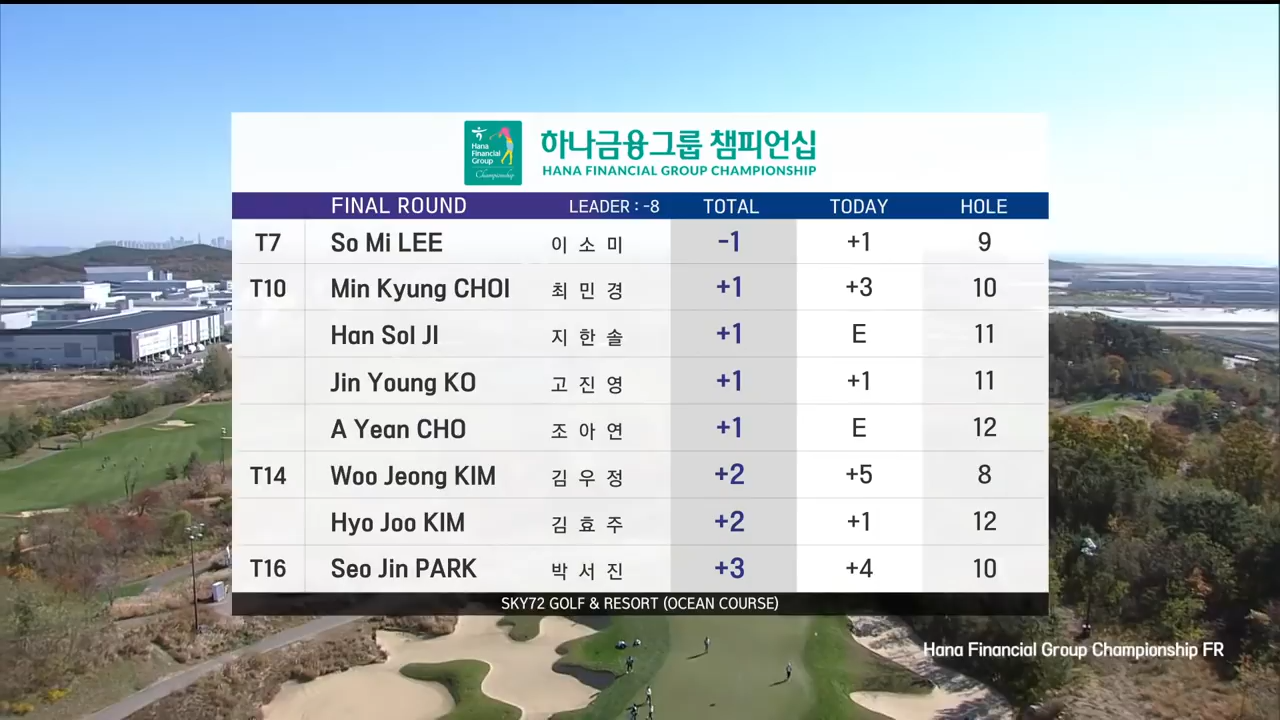 Hana
Financial
Group
Championship
하나금융그룹 챔피언십
HANA FINANCIAL GROUP CHAMPIONSHIP
FINAL ROUND LEADER : -8 TOTAL TODAY HOLE
T7 So Mi LEE 이 소 미 -1 +1 9
T10 Min Kyung CHOI 최 민 경 +1 +3 10
Han Sol JI 지 한 솔 +1 E 11
Jin Young KO 고 진 영 +1 +1 11
A Yean CHO 조 아 연 +1 E 12
T14 Woo Jeong KIM 김 우 정 +2 +5 8
Hyo Joo KIM 김 효 주 +2 +1 12
T16 Seo Jin PARK 박 서 진 +3 +4 10
SKY72 GOLF & RESORT (OCEAN COURSE)
Hana Financial Group Championship FR